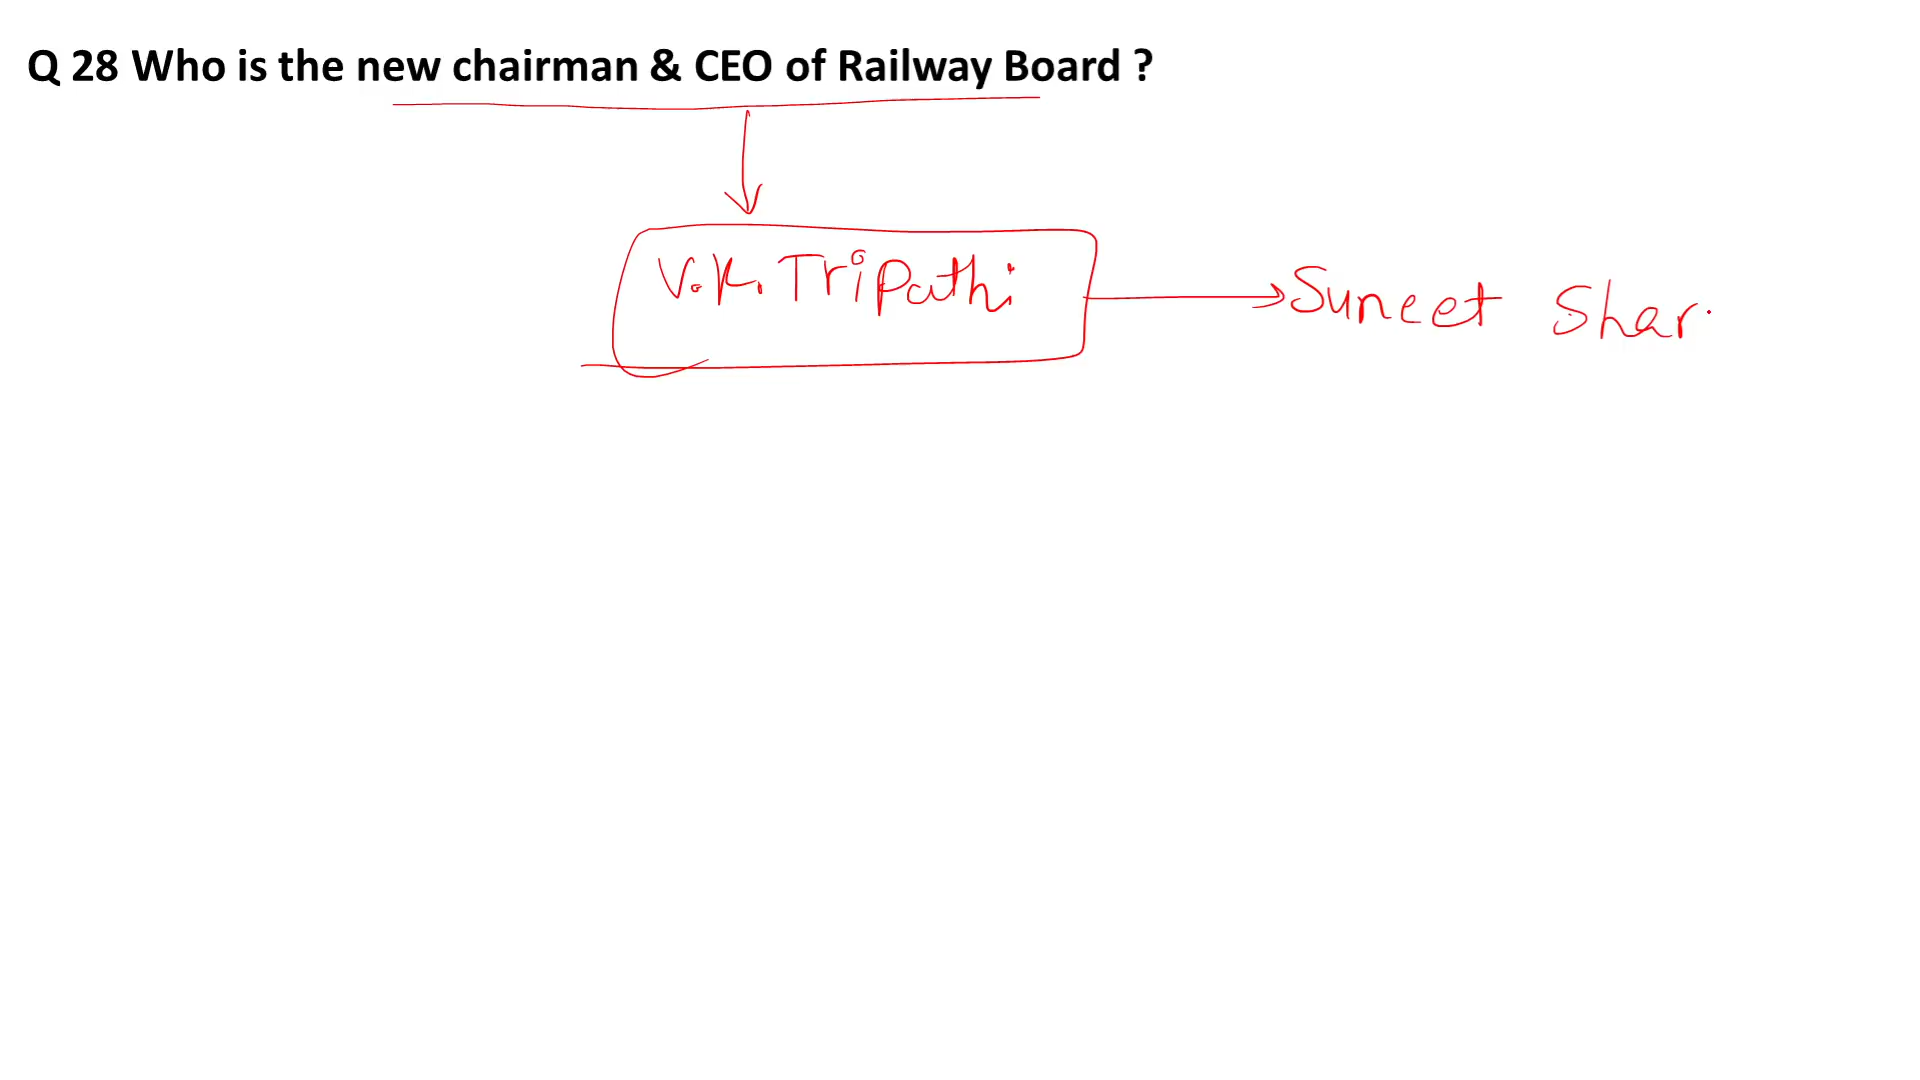 Q 28 Who is the new chairman & CEO of Railway Board ?
V.K. Tripathi
Suneet Shar